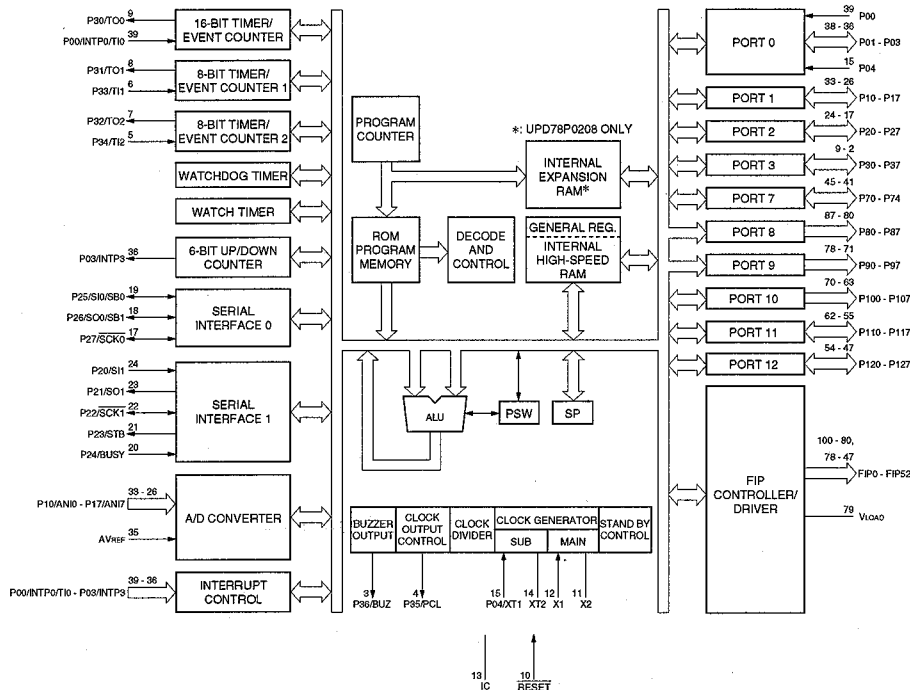 9
P30/TO0
39
P00/INTP0/TI0
16-BIT TIMER/
EVENT COUNTER
8
P31/TO1
6
P33/TI1
8-BIT TIMER/
EVENT COUNTER 1
7
P32/TO2
5
P34/TI2
8-BIT TIMER/
EVENT COUNTER 2
WATCHDOG TIMER
WATCH TIMER
36
P03/INTP3
6-BIT UP/DOWN
COUNTER
19
P25/SI0/SB0
18
P26/SO0/SB1
17
P27/SCK0
SERIAL
INTERFACE 0
24
P20/SI1
23
P21/SO1
22
P22/SCK1
21
P23/STB
20
P24/BUSY
SERIAL
INTERFACE 1
33 - 26
P10/ANI0 - P17/ANI7
35
AVREF
A/D CONVERTER
39 - 36
P00/INTP0/TI0 - P03/INTP3
INTERRUPT
CONTROL
PROGRAM
COUNTER
*: UPD78P0208 ONLY
INTERNAL
EXPANSION
RAM*
ROM
PROGRAM
MEMORY
DECODE
AND
CONTROL
GENERAL REG.
INTERNAL
HIGH-SPEED
RAM
ALU
PSW
SP
BUZZER
OUTPUT
CLOCK
OUTPUT
CONTROL
CLOCK
DIVIDER
CLOCK GENERATOR
SUB
MAIN
STAND BY
CONTROL
3
P36/BUZ
4
P35/PCL
15
P04/XT1
14
XT2
12
X1
11
X2
13
IC
10
RESET
PORT 0
39
P00
38 - 36
P01 - P03
15
P04
PORT 1
33 - 26
P10 - P17
PORT 2
24 - 17
P20 - P27
PORT 3
9 - 2
P30 - P37
PORT 7
45 - 41
P70 - P74
PORT 8
87 - 80
P80 - P87
PORT 9
78 - 71
P90 - P97
PORT 10
70 - 63
P100 - P107
PORT 11
62 - 55
P110 - P117
PORT 12
54 - 47
P120 - P127
FIP
CONTROLLER/
DRIVER
100 - 80,
78 - 47
FIP0 - FIP52
79
VLOAD